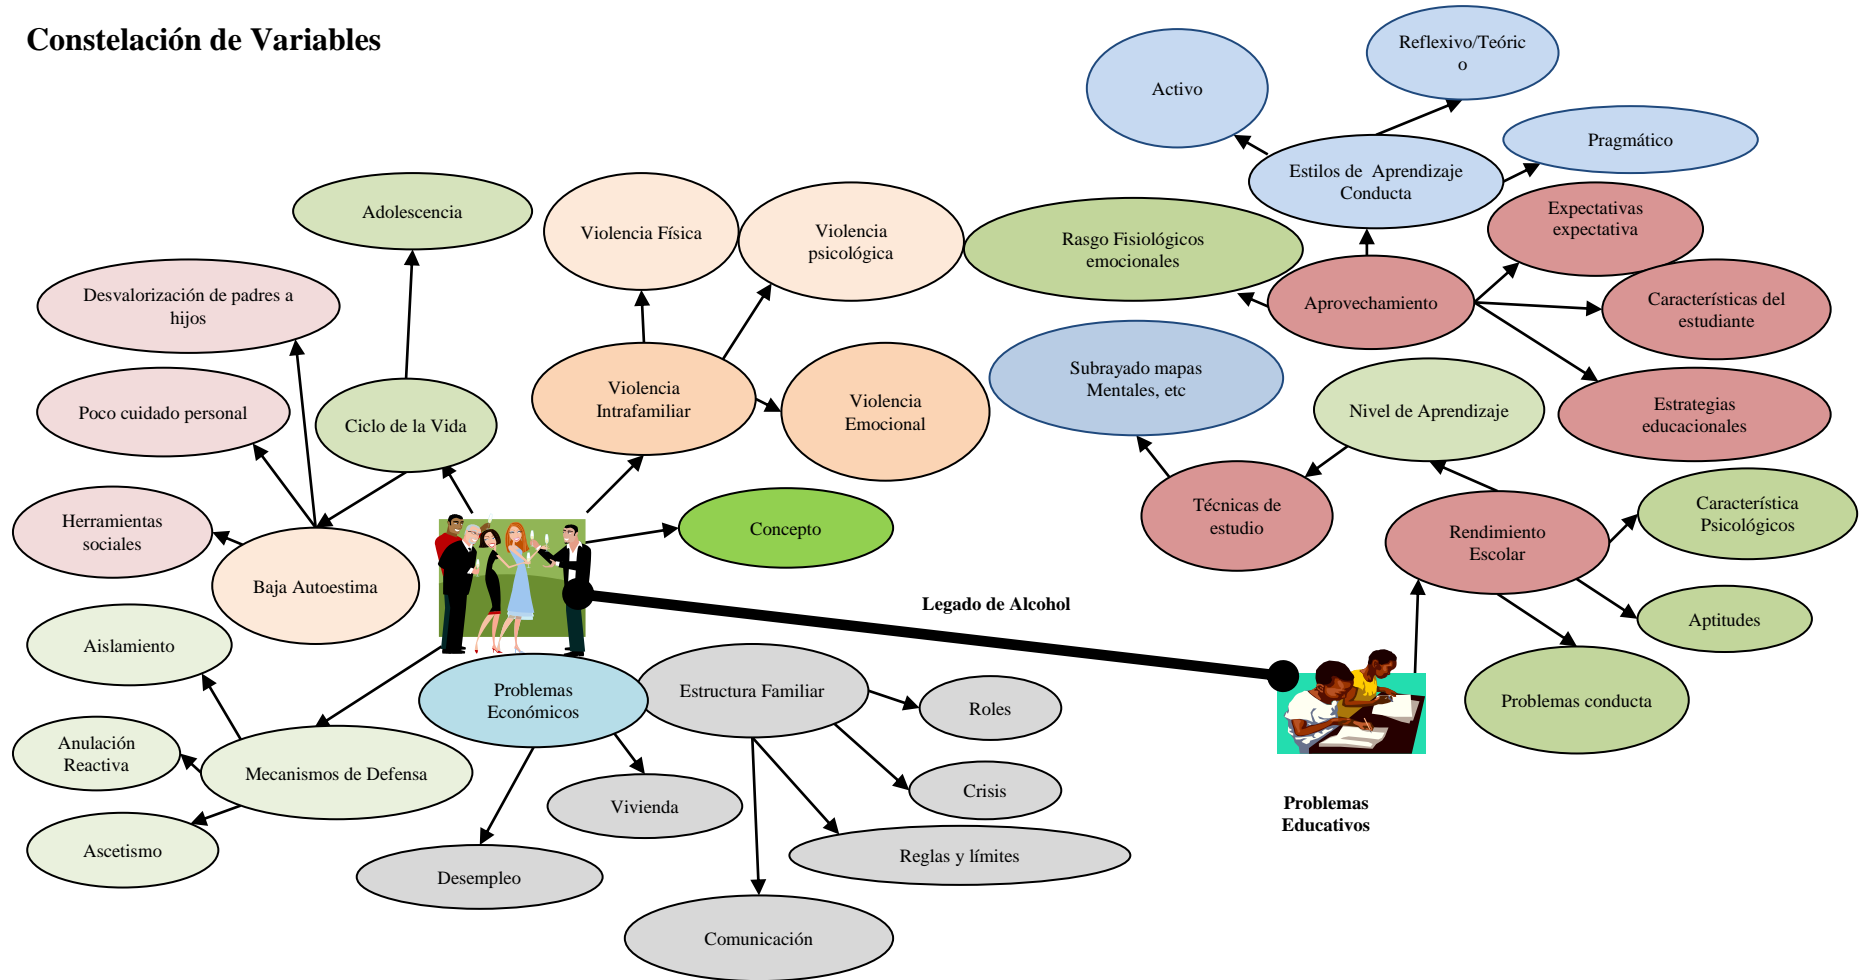 Constelación de Variables
Reflexivo/Teóric
o
Activo
Pragmático
Estilos de Aprendizaje
Conducta
Adolescencia
Violencia Física
Violencia
psicológica
Rasgo Fisiológicos
emocionales
Expectativas
expectativa
Aprovechamiento
Características del
estudiante
Desvalorización de padres a
hijos
Subrayado mapas
Mentales, etc
Violencia
Intrafamiliar
Violencia
Emocional
Nivel de Aprendizaje
Estrategias
educacionales
Poco cuidado personal
Ciclo de la Vida
Herramientas
sociales
Concepto
Técnicas de
estudio
Rendimiento
Escolar
Característica
Psicológicos
Baja Autoestima
Legado de Alcohol
Aptitudes
Aislamiento
Problemas
Económicos
Estructura Familiar
Roles
Problemas conducta
Anulación
Reactiva
Mecanismos de Defensa
Vivienda
Crisis
Problemas
Educativos
Ascetismo
Desempleo
Reglas y límites
Comunicación